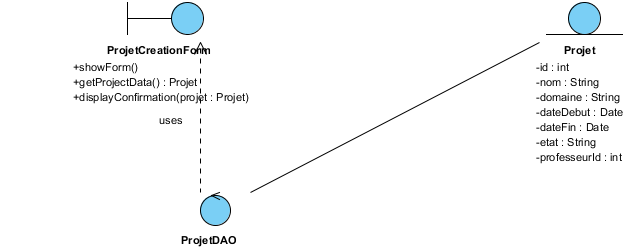 ProjetCreationForm
+showForm()
+getProjectData() : Projet
+displayConfirmation(projet : Projet)
uses
Projet
-id : int
-nom : String
-domaine : String
-dateDebut : Date
-dateFin : Date
-etat : String
-professeurId : int
ProjetDAO